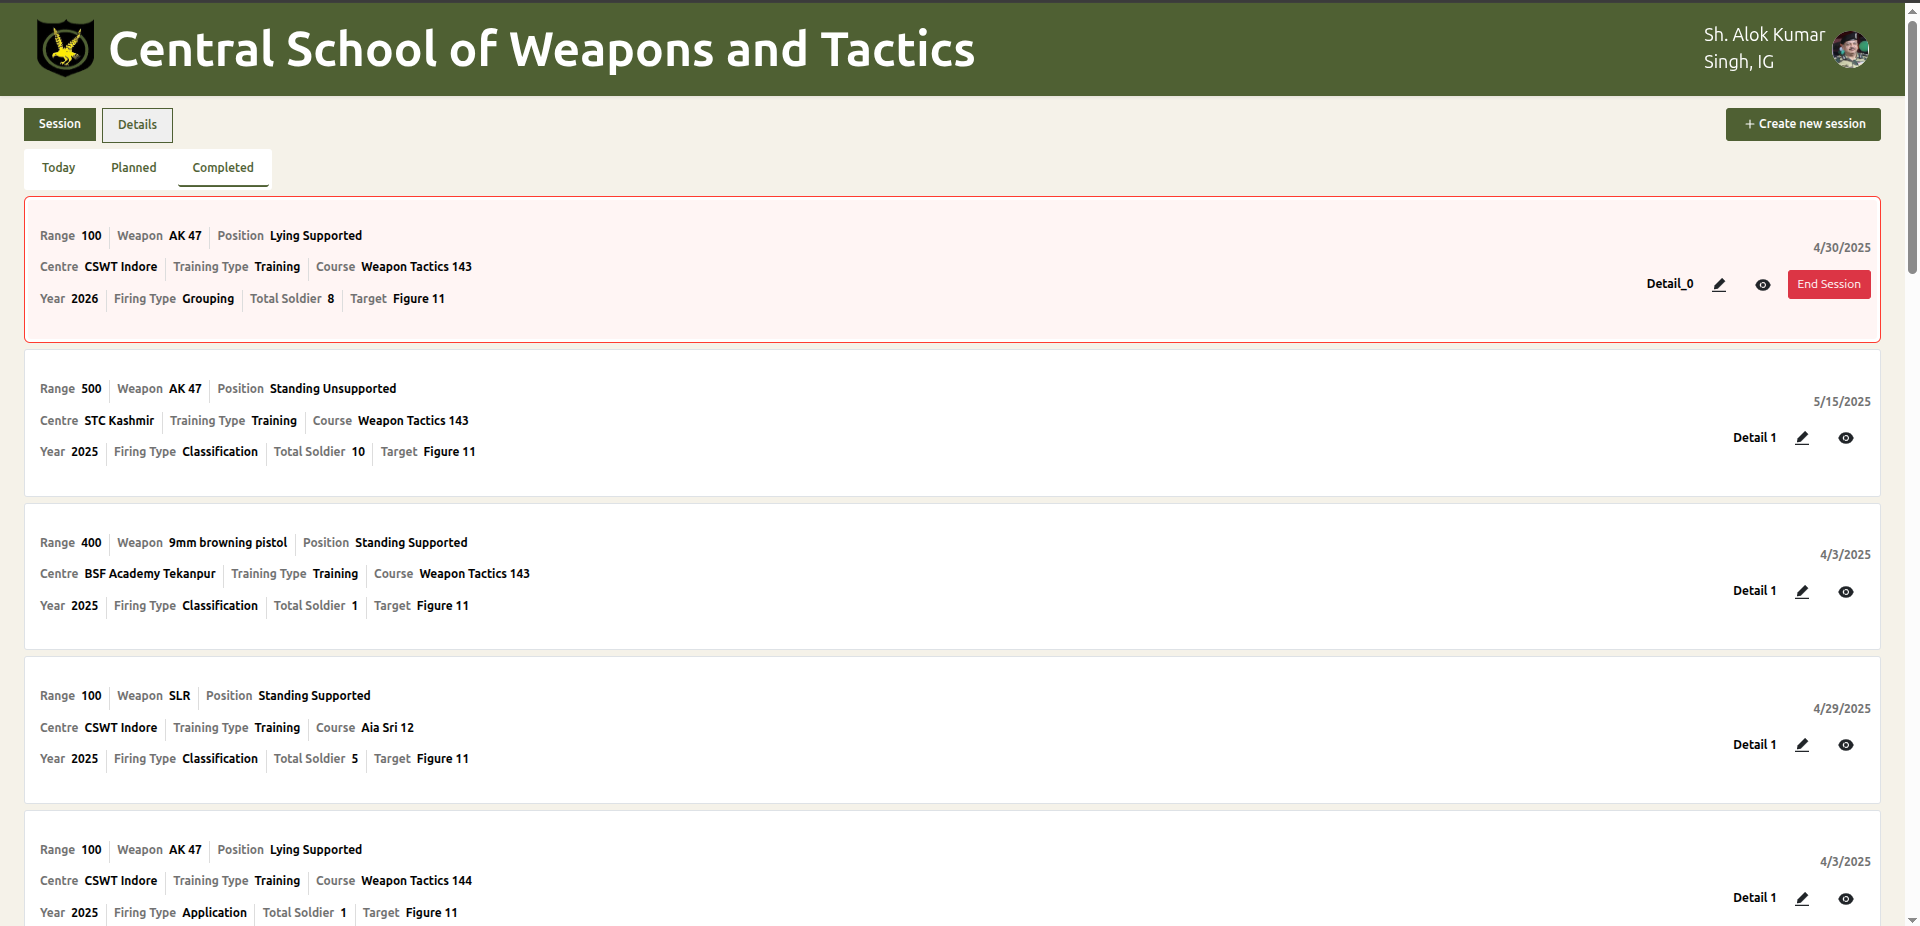 Central School of Weapons and Tactics
Sh. Alok Kumar
Singh, IG
Session Details
+ Create new session
Today Planned Completed
Range 100 Weapon AK 47 Position Lying Supported
4/30/2025
Centre CSWT Indore Training Type Training Course Weapon Tactics 143
Detail_0 End Session
Year 2026 Firing Type Grouping Total Soldier 8 Target Figure 11
Range 500 Weapon AK 47 Position Standing Unsupported
5/15/2025
Centre STC Kashmir Training Type Training Course Weapon Tactics 143
Detail 1
Year 2025 Firing Type Classification Total Soldier 10 Target Figure 11
Range 400 Weapon 9mm browning pistol Position Standing Supported
4/3/2025
Centre BSF Academy Tekanpur Training Type Training Course Weapon Tactics 143
Detail 1
Year 2025 Firing Type Classification Total Soldier 1 Target Figure 11
Range 100 Weapon SLR Position Standing Supported
4/29/2025
Centre CSWT Indore Training Type Training Course Aia Sri 12
Detail 1
Year 2025 Firing Type Classification Total Soldier 5 Target Figure 11
Range 100 Weapon AK 47 Position Lying Supported
4/3/2025
Centre CSWT Indore Training Type Training Course Weapon Tactics 144
Detail 1
Year 2025 Firing Type Application Total Soldier 1 Target Figure 11